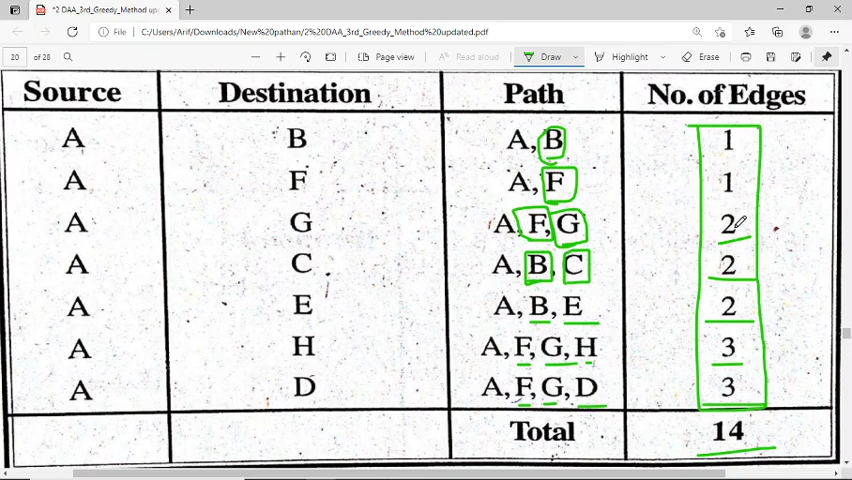 *2 DAA_3rd_Greedy_Method up
File C:/Users/Arif/Downloads/New%20pathan/2%20DAA_3rd_Greedy_Method%20updated.pdf
20 of 28 Page view Read aloud Draw Highlight Erase
Source Destination Path No. of Edges
A B A, B 1
A F A, F 1
A G A, F, G 2
A C A, B, C 2
A E A, B, E 2
A H A, F, G, H 3
A D A, F, G, D 3
Total 14